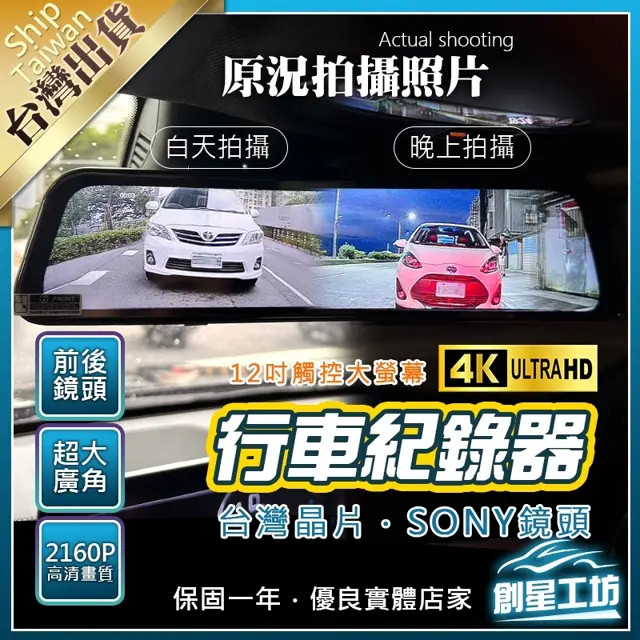 Ship
Taiwan
台灣出貨
Actual shooting
原況拍攝照片
白天拍攝
晚上拍攝
FRONT
12吋觸控大螢幕
4K ULTRA HD
前後
鏡頭
行車紀錄器
超大
廣角
台灣晶片·SONY鏡頭
2160P
高清畫質
保固一年·優良實體店家
創星工坊